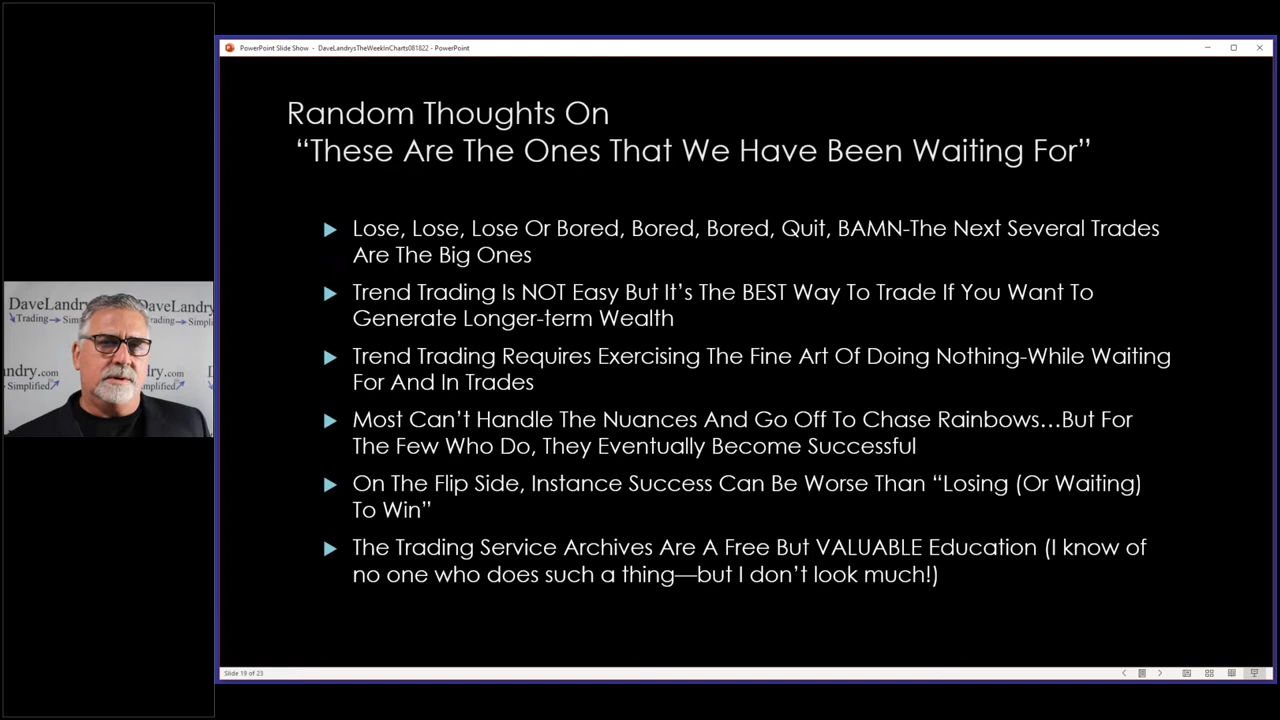 PowerPoint Slide Show - DaveLandrysTheWeekInCharts081822 - PowerPoint
Random Thoughts On
“These Are The Ones That We Have Been Waiting For”
Lose, Lose, Lose Or Bored, Bored, Bored, Quit, BAMN-The Next Several Trades
Are The Big Ones
Trend Trading Is NOT Easy But It’s The BEST Way To Trade If You Want To
Generate Longer-term Wealth
Trend Trading Requires Exercising The Fine Art Of Doing Nothing-While Waiting
For And In Trades
Most Can’t Handle The Nuances And Go Off To Chase Rainbows…But For
The Few Who Do, They Eventually Become Successful
On The Flip Side, Instance Success Can Be Worse Than “Losing (Or Waiting)
To Win”
The Trading Service Archives Are A Free But VALUABLE Education (I know of
no one who does such a thing—but I don’t look much!)
DaveLandry
DaveLandry
Trading
ndry.com
Simplified
Slide 19 of 23